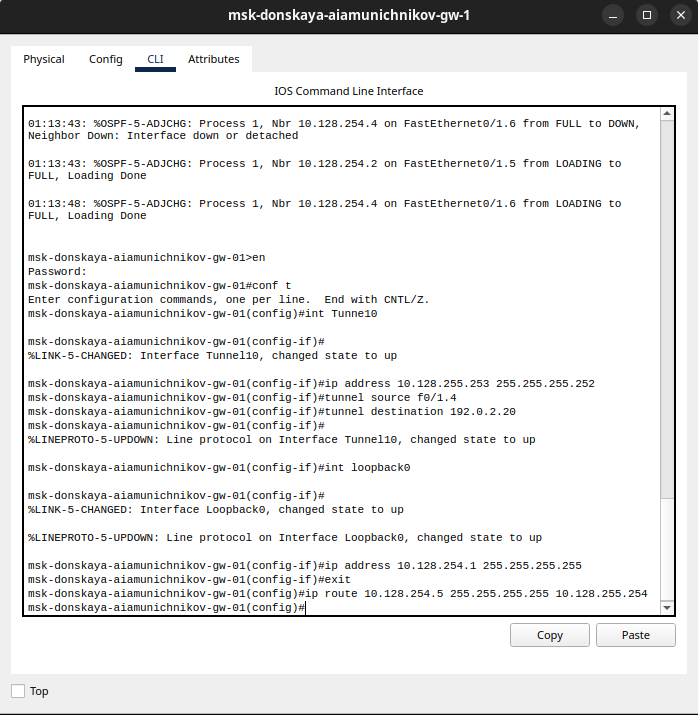 msk-donskaya-aiamunichnikov-gw-1
Physical Config CLI Attributes
IOS Command Line Interface
01:13:43: %OSPF-5-ADJCHG: Process 1, Nbr 10.128.254.4 on FastEthernet0/1.6 from FULL to DOWN,
Neighbor Down: Interface down or detached
01:13:43: %OSPF-5-ADJCHG: Process 1, Nbr 10.128.254.2 on FastEthernet0/1.5 from LOADING to
FULL, Loading Done
01:13:48: %OSPF-5-ADJCHG: Process 1, Nbr 10.128.254.4 on FastEthernet0/1.6 from LOADING to
FULL, Loading Done
msk-donskaya-aiamunichnikov-gw-01>en
Password:
msk-donskaya-aiamunichnikov-gw-01#conf t
Enter configuration commands, one per line.  End with CNTL/Z.
msk-donskaya-aiamunichnikov-gw-01(config)#int Tunne10
msk-donskaya-aiamunichnikov-gw-01(config-if)#
%LINK-5-CHANGED: Interface Tunnel10, changed state to up
msk-donskaya-aiamunichnikov-gw-01(config-if)#ip address 10.128.255.253 255.255.255.252
msk-donskaya-aiamunichnikov-gw-01(config-if)#tunnel source f0/1.4
msk-donskaya-aiamunichnikov-gw-01(config-if)#tunnel destination 192.0.2.20
msk-donskaya-aiamunichnikov-gw-01(config-if)#
%LINEPROTO-5-UPDOWN: Line protocol on Interface Tunnel10, changed state to up
msk-donskaya-aiamunichnikov-gw-01(config-if)#int loopback0
msk-donskaya-aiamunichnikov-gw-01(config-if)#
%LINK-5-CHANGED: Interface Loopback0, changed state to up
%LINEPROTO-5-UPDOWN: Line protocol on Interface Loopback0, changed state to up
msk-donskaya-aiamunichnikov-gw-01(config-if)#ip address 10.128.254.1 255.255.255.255
msk-donskaya-aiamunichnikov-gw-01(config-if)#exit
msk-donskaya-aiamunichnikov-gw-01(config)#ip route 10.128.254.5 255.255.255.255 10.128.255.254
msk-donskaya-aiamunichnikov-gw-01(config)#
Copy Paste
Top